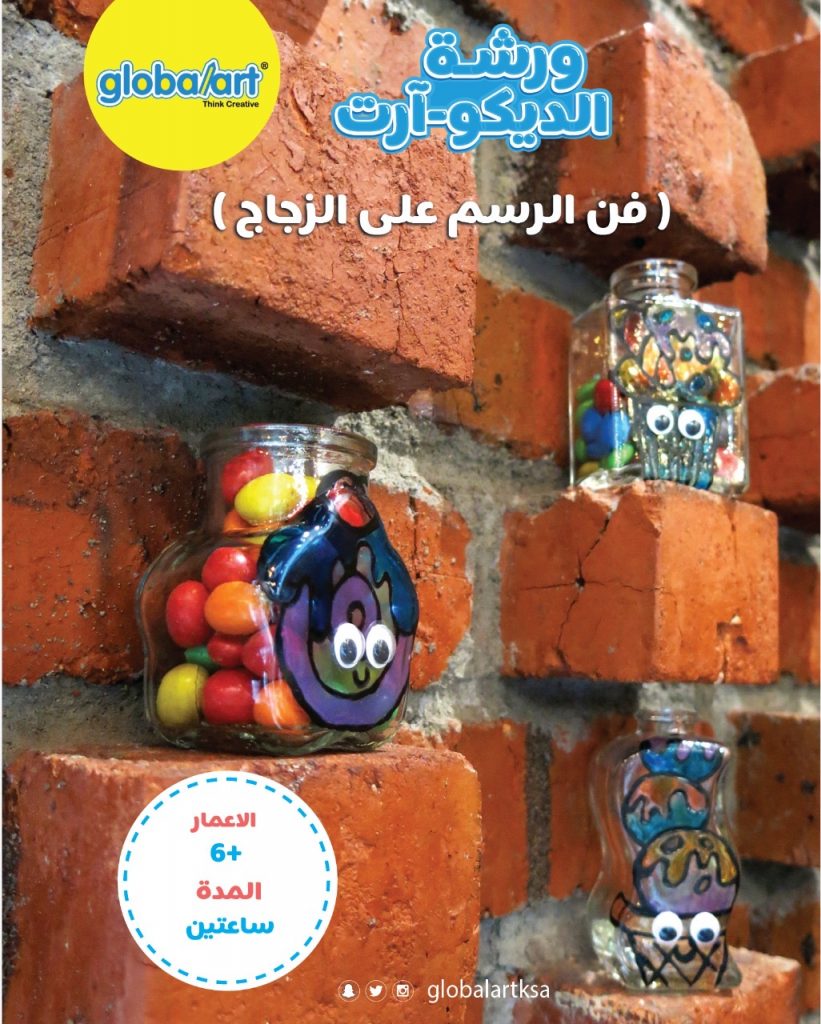 globalart®
Think Creative
ورشة
الديكو-آرت
( فن الرسم على الزجاج )
الاعمار
6+
المدة
ساعتين
globalartksa